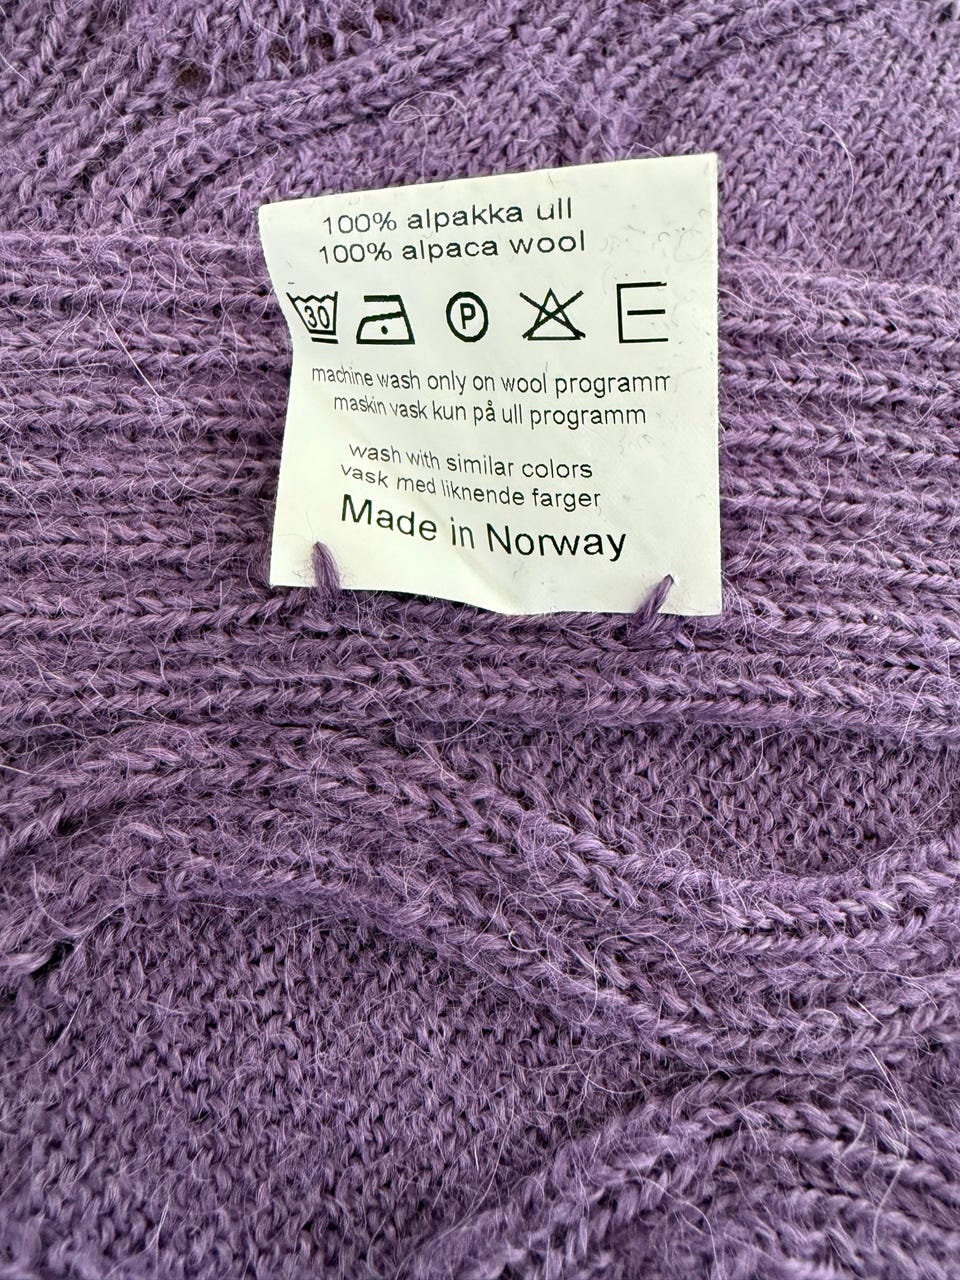 100% alpakka ull
100% alpaca wool
30 P
machine wash only on wool programm
maskin vask kun på ull programm
wash with similar colors
vask med liknende farger
Made in Norway